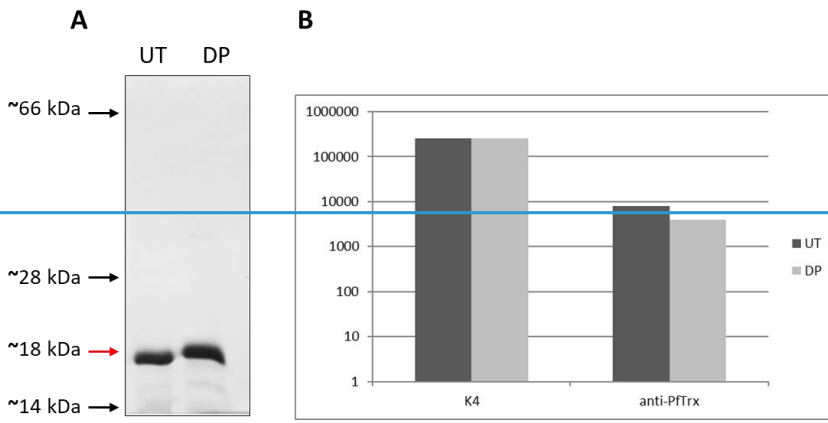 A
B
UT DP
~66 kDa
~28 kDa
~18 kDa
~14 kDa
1000000
100000
10000
1000
100
10
1
K4
anti-PfTrx
UT
DP